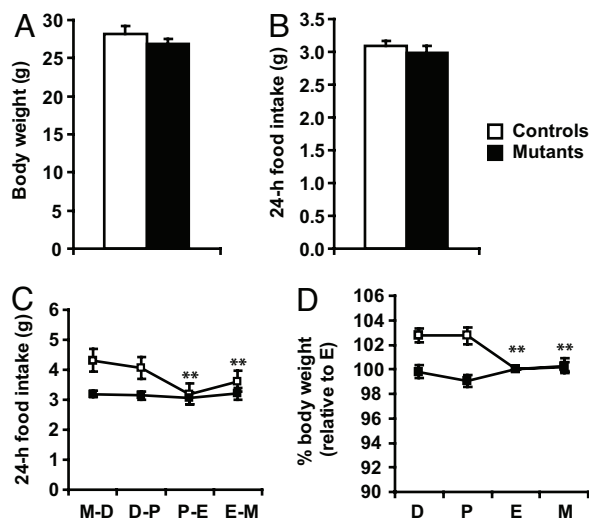 A
Body weight (g)
30
25
20
15
10
5
0
B
24-h food intake (g)
3.5
3.0
2.5
2.0
1.5
1.0
0.5
0.0
Controls
Mutants
C
24-h food intake (g)
6
5
4
3
2
1
0
** **
M-D D-P P-E E-M
D
% body weight
(relative to E)
106
104
102
100
98
96
94
92
90
** **
D P E M